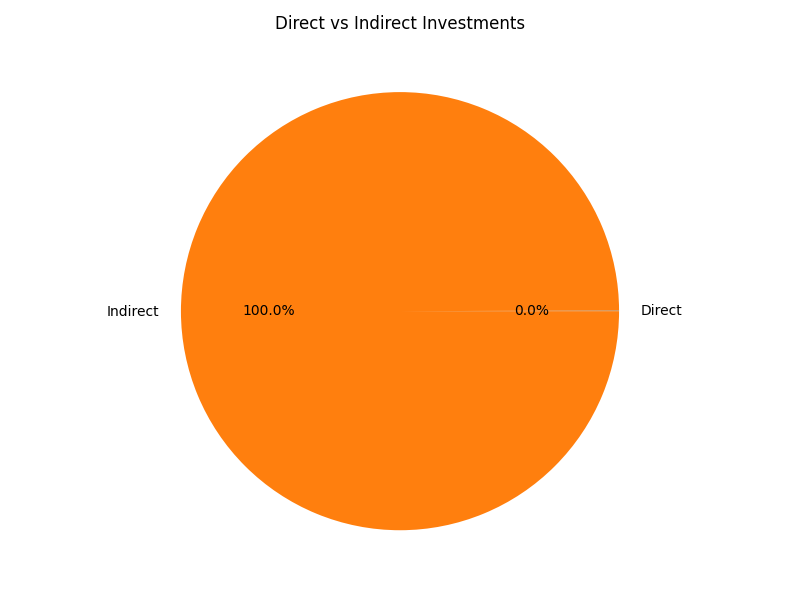 Direct vs Indirect Investments
Indirect
100.0%
0.0%
Direct